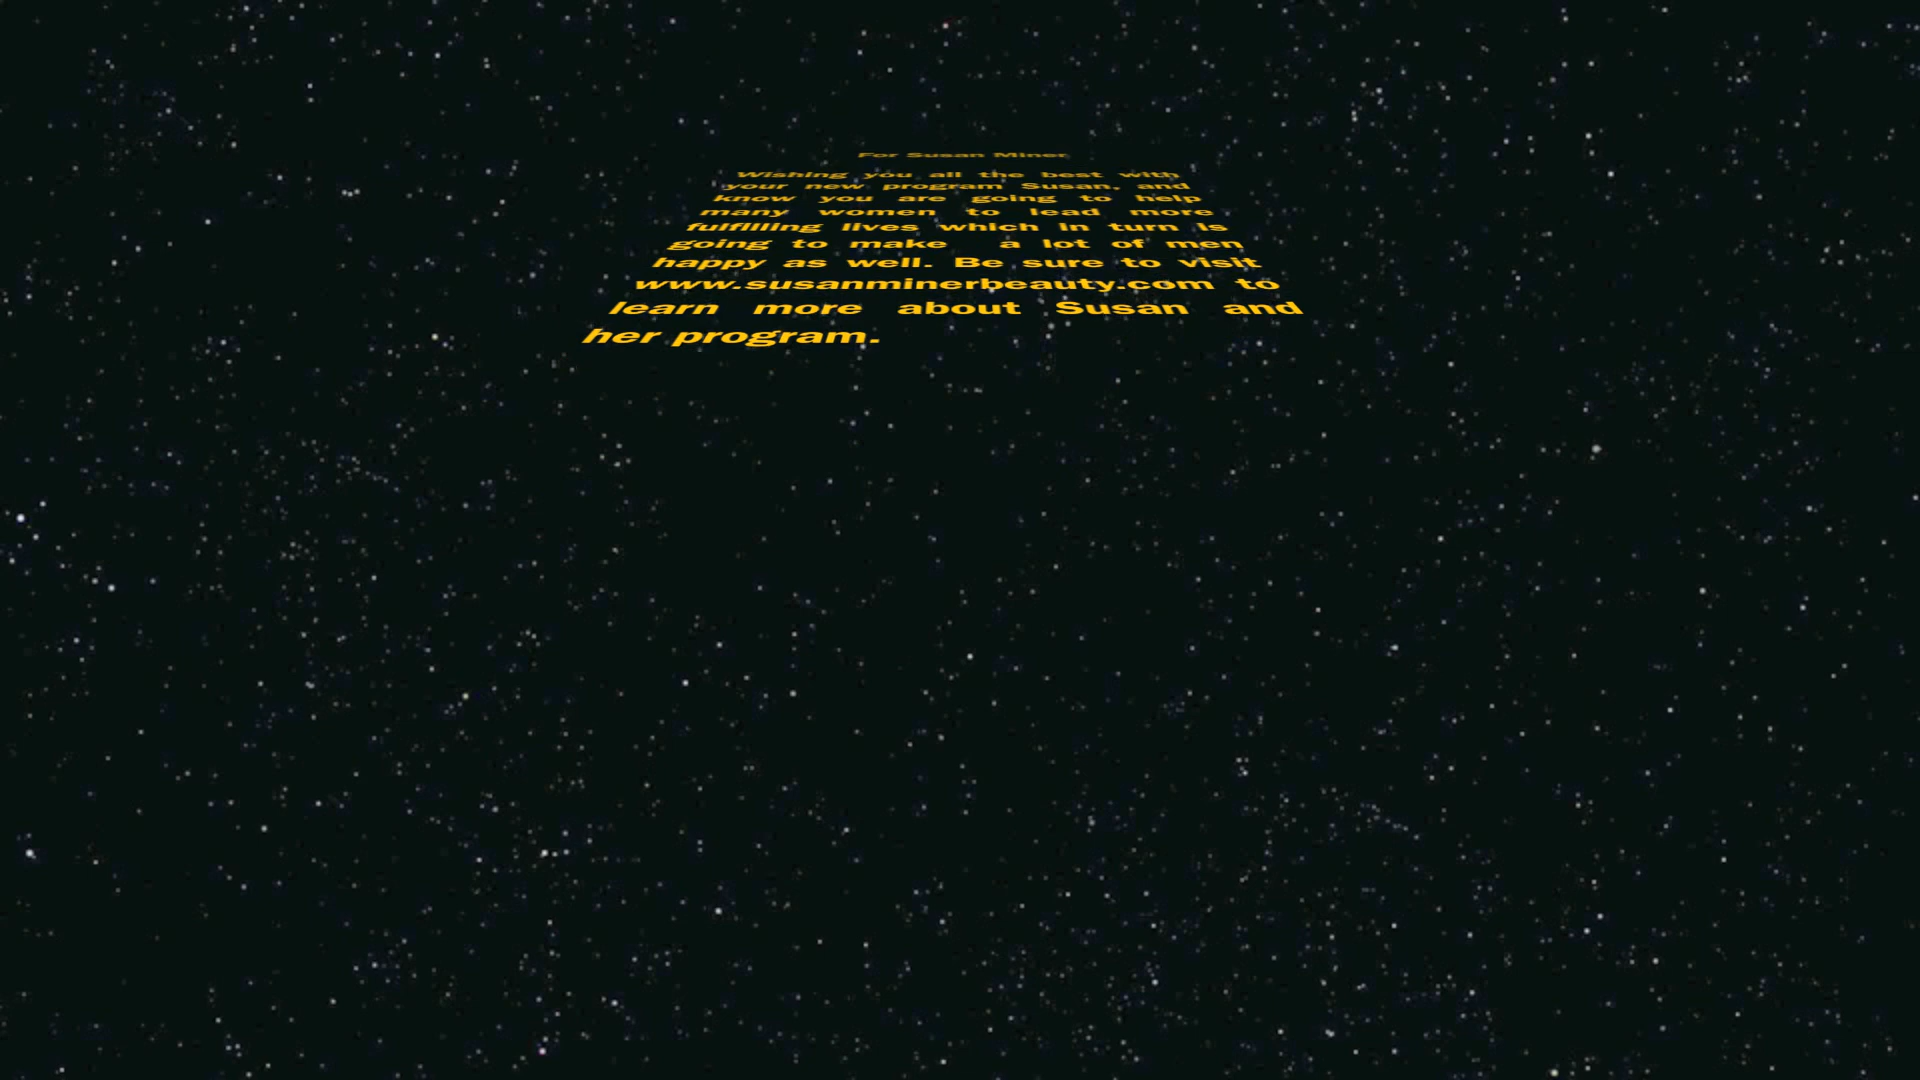 For Susan Miner
Wishing you all the best with
your new program Susan, and
know you are going to help
many women to lead more
fulfilling lives which in turn is
going to make a lot of men
happy as well. Be sure to visit
www.susanminerbeauty.com to
learn more about Susan and
her program.